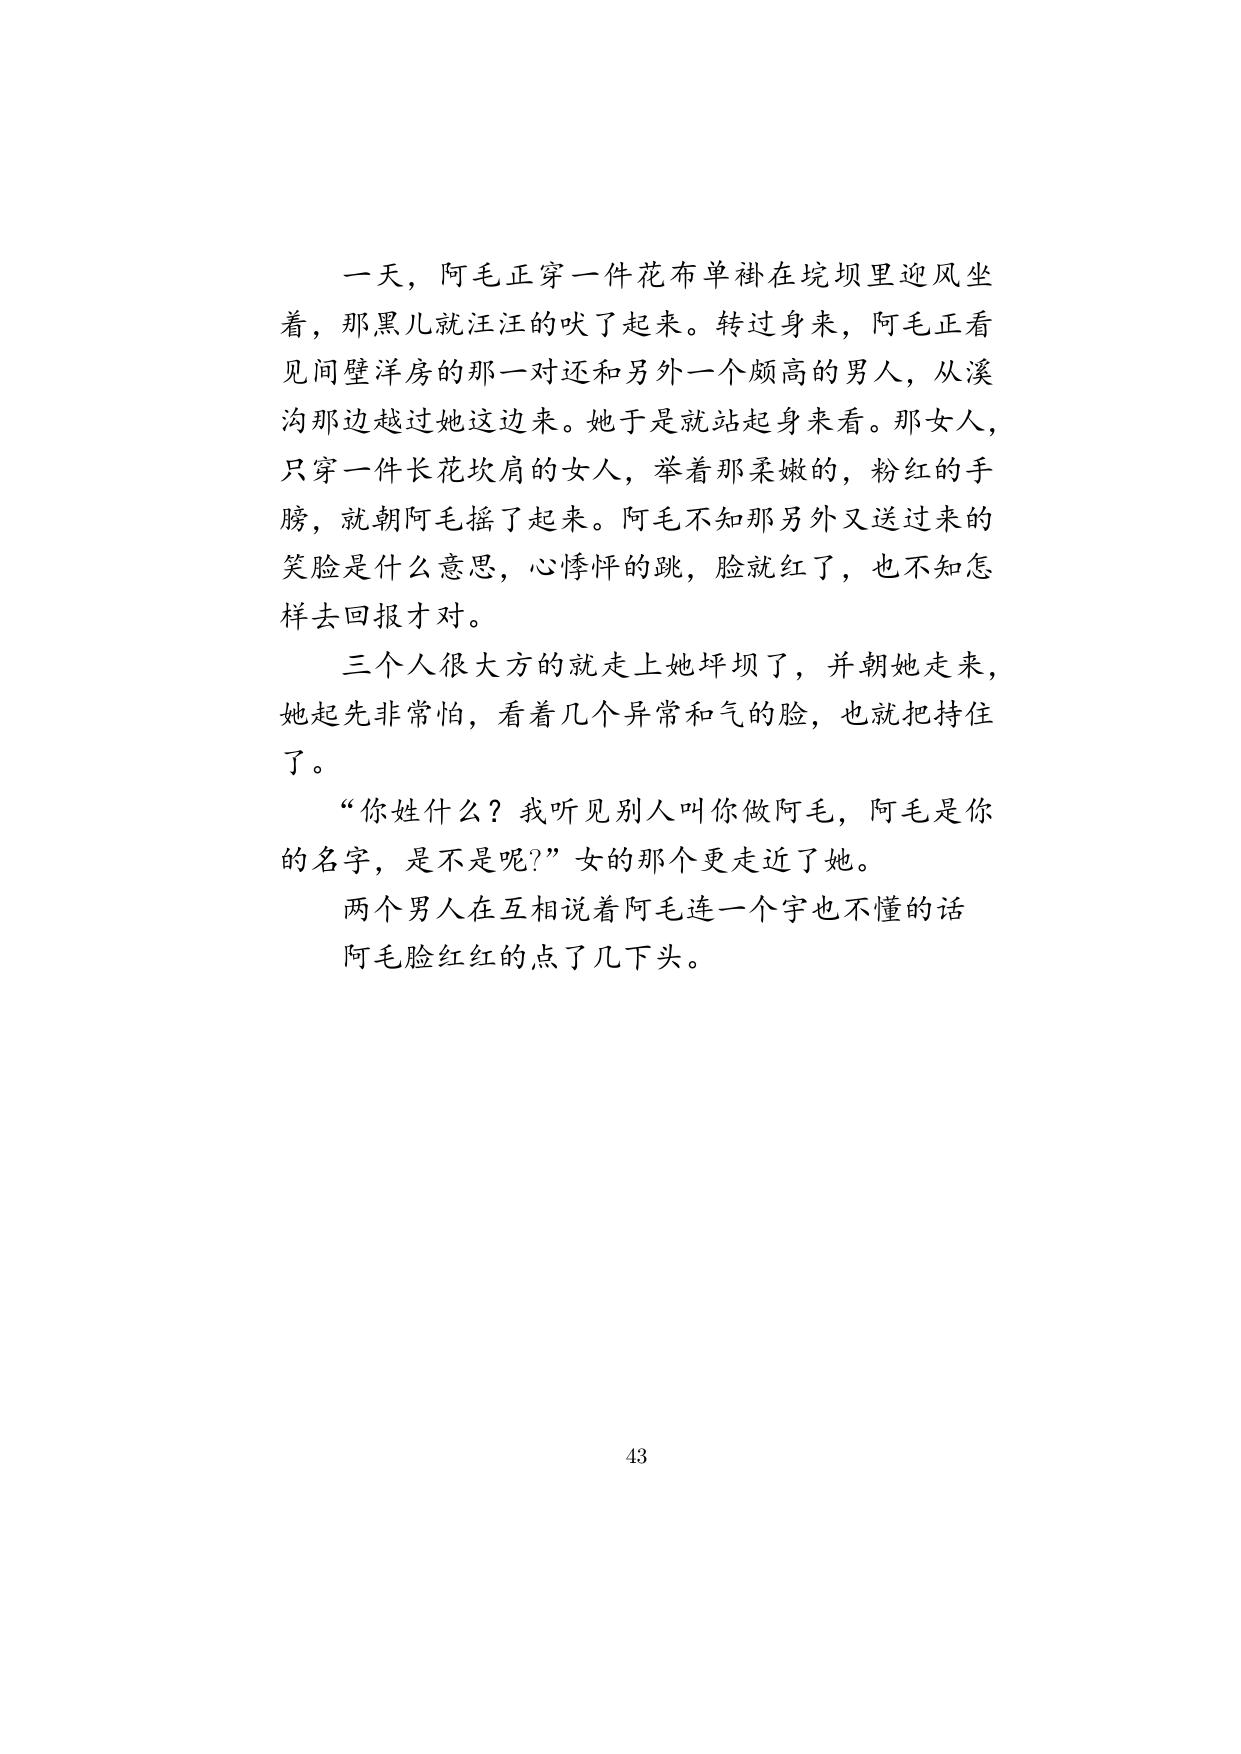 一天，阿毛正穿一件花布单褂在垸坝里迎风坐
着，那黑儿就汪汪的吠了起来。转过身来，阿毛正看
见间壁洋房的那一对还和另外一个颇高的男人，从溪
沟那边越过她这边来。她于是就站起身来看。那女人，
只穿一件长花坎肩的女人，举着那柔嫩的，粉红的手
膀，就朝阿毛摇了起来。阿毛不知那另外又送过来的
笑脸是什么意思，心悸怦的跳，脸就红了，也不知怎
样去回报才对。
三个人很大方的就走上她坪坝了，并朝她走来，
她起先非常怕，看着几个异常和气的脸，也就把持住
了。
“你姓什么？我听见别人叫你做阿毛，阿毛是你
的名字，是不是呢?”女的那个更走近了她。
两个男人在互相说着阿毛连一个宇也不懂的话
阿毛脸红红的点了几下头。
43